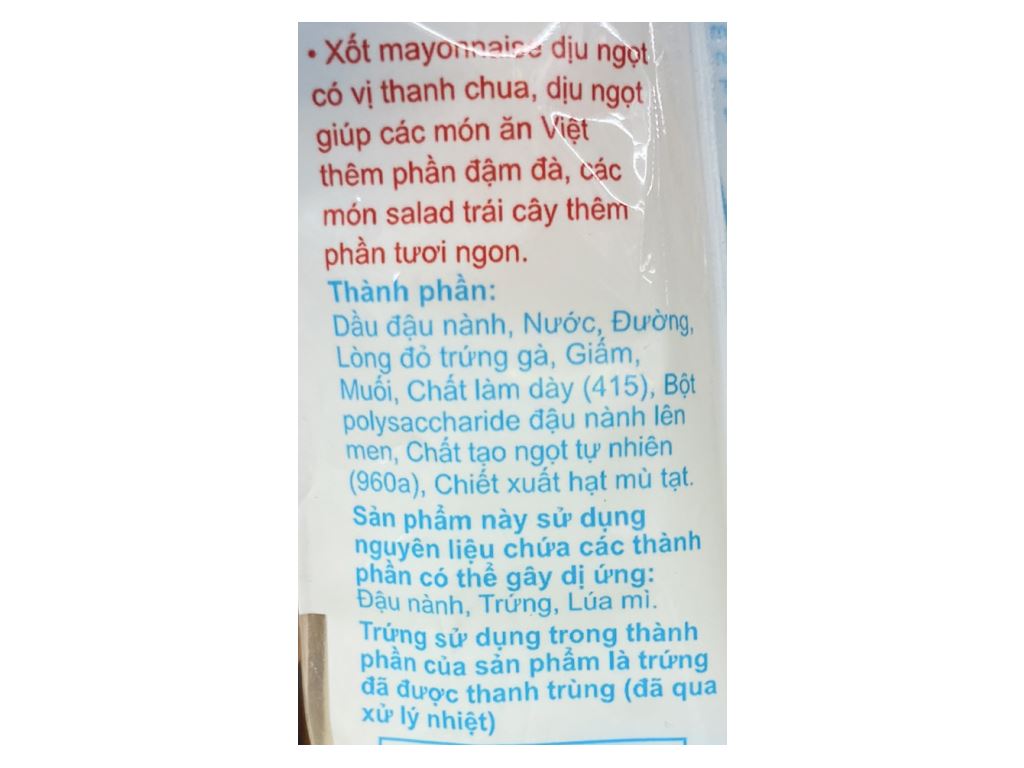 • Xốt mayonnaise dịu ngọt
có vị thanh chua, dịu ngọt
giúp các món ăn Việt
thêm phần đậm đà, các
món salad trái cây thêm
phần tươi ngon.
Thành phần:
Dầu đậu nành, Nước, Đường,
Lòng đỏ trứng gà, Giấm,
Muối, Chất làm dày (415), Bột
polysaccharide đậu nành lên
men, Chất tạo ngọt tự nhiên
(960a), Chiết xuất hạt mù tạt.
Sản phẩm này sử dụng
nguyên liệu chứa các thành
phần có thể gây dị ứng:
Đậu nành, Trứng, Lúa mì.
Trứng sử dụng trong thành
phần của sản phẩm là trứng
đã được thanh trùng (đã qua
xử lý nhiệt)